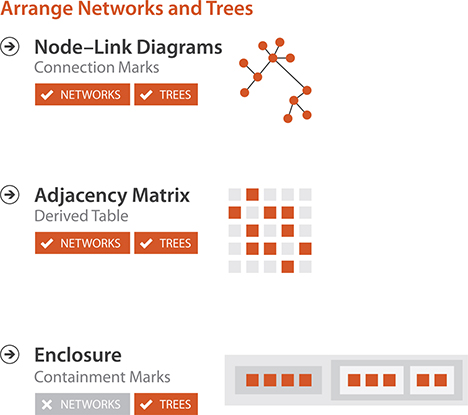 Arrange Networks and Trees
Node–Link Diagrams
Connection Marks
NETWORKS TREES
Adjacency Matrix
Derived Table
NETWORKS TREES
Enclosure
Containment Marks
NETWORKS TREES